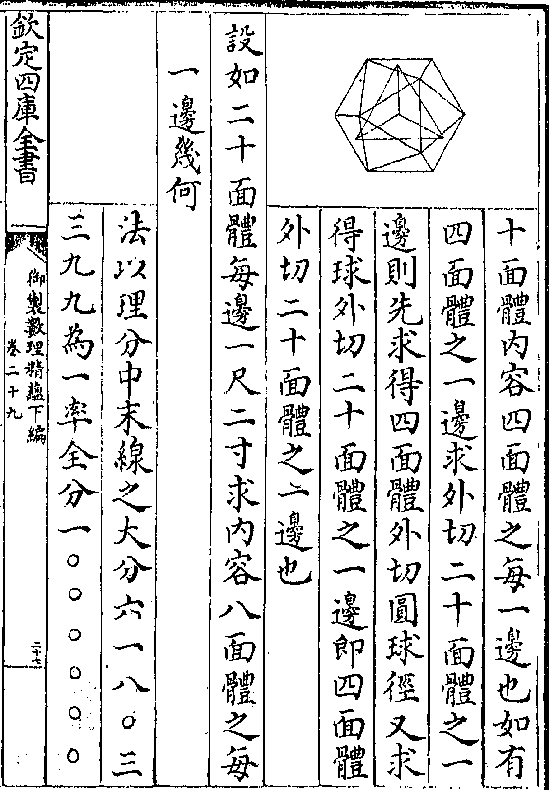 十面體內容四面體之每一邊也如有
四面體之一邊求外切二十面體之一
邊則先求得四面體外切圓球徑又求
得球外切二十面體之一邊即四面體
外切二十面體之一邊也
設如二十面體每邊一尺二寸求內容八面體之每
一邊幾何
法以理分中末線之大分六一八〇三
三九九為一率全分一〇〇〇〇〇
欽定四庫全書
御製數理精蘊下編
卷二十九
二十七